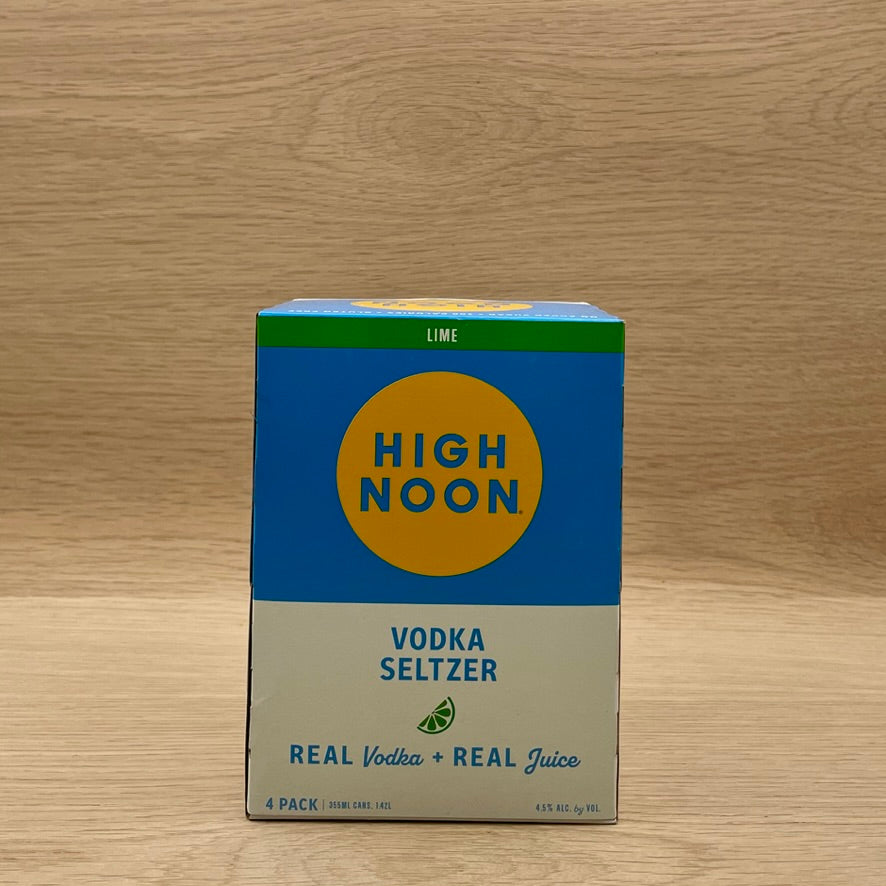 LIME
HIGH
NOON®
VODKA
SELTZER
REAL Vodka + REAL Juice
4 PACK | 355ML CANS, 1.42L
4.5% ALC. by VOL.